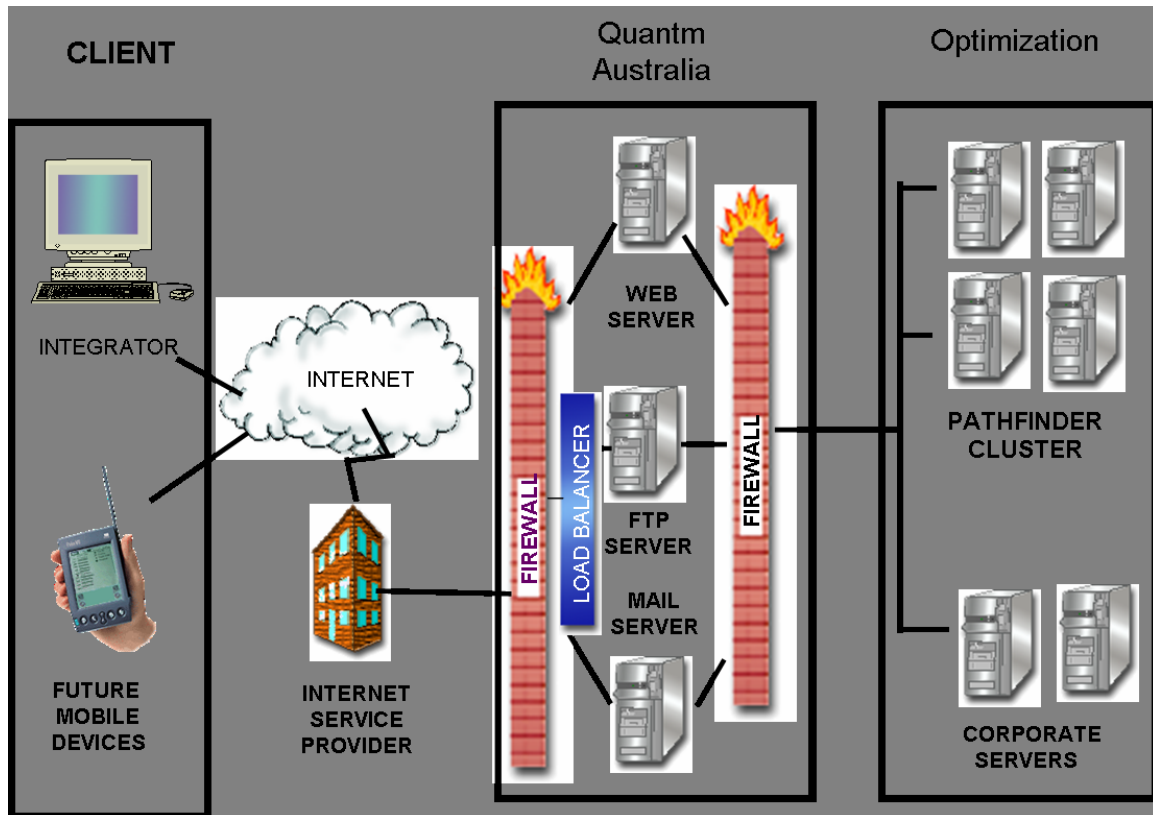 CLIENT
Quantm
Australia
Optimization
INTEGRATOR
INTERNET
FUTURE
MOBILE
DEVICES
INTERNET
SERVICE
PROVIDER
FIREWALL
LOAD BALANCER
WEB
SERVER
FTP
SERVER
MAIL
SERVER
FIREWALL
PATHFINDER
CLUSTER
CORPORATE
SERVERS